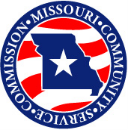 MISSOURI • COMMUNITY • SERVICE • COMMISSION •